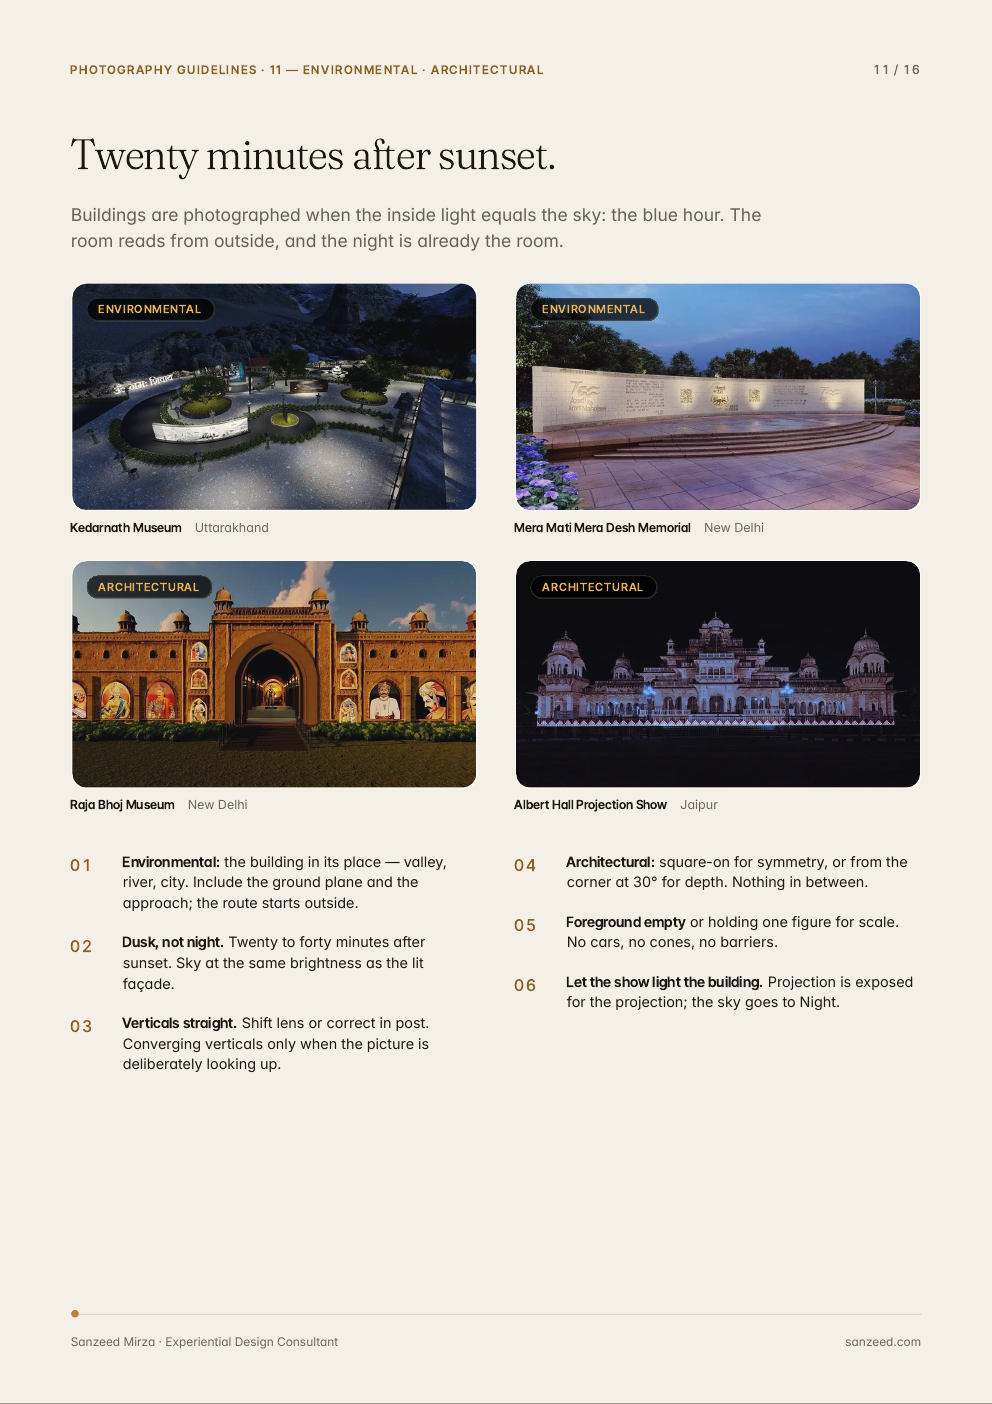 PHOTOGRAPHY GUIDELINES · 11 — ENVIRONMENTAL · ARCHITECTURAL
11 / 16
Twenty minutes after sunset.
Buildings are photographed when the inside light equals the sky: the blue hour. The
room reads from outside, and the night is already the room.
ENVIRONMENTAL
ENVIRONMENTAL
Kedarnath Museum Uttarakhand
Mera Mati Mera Desh Memorial New Delhi
ARCHITECTURAL
ARCHITECTURAL
Raja Bhoj Museum New Delhi
Albert Hall Projection Show Jaipur
01 Environmental: the building in its place — valley,
river, city. Include the ground plane and the
approach; the route starts outside.
02 Dusk, not night. Twenty to forty minutes after
sunset. Sky at the same brightness as the lit
façade.
03 Verticals straight. Shift lens or correct in post.
Converging verticals only when the picture is
deliberately looking up.
04 Architectural: square-on for symmetry, or from the
corner at 30° for depth. Nothing in between.
05 Foreground empty or holding one figure for scale.
No cars, no cones, no barriers.
06 Let the show light the building. Projection is exposed
for the projection; the sky goes to Night.
Sanzeed Mirza · Experiential Design Consultant
sanzeed.com